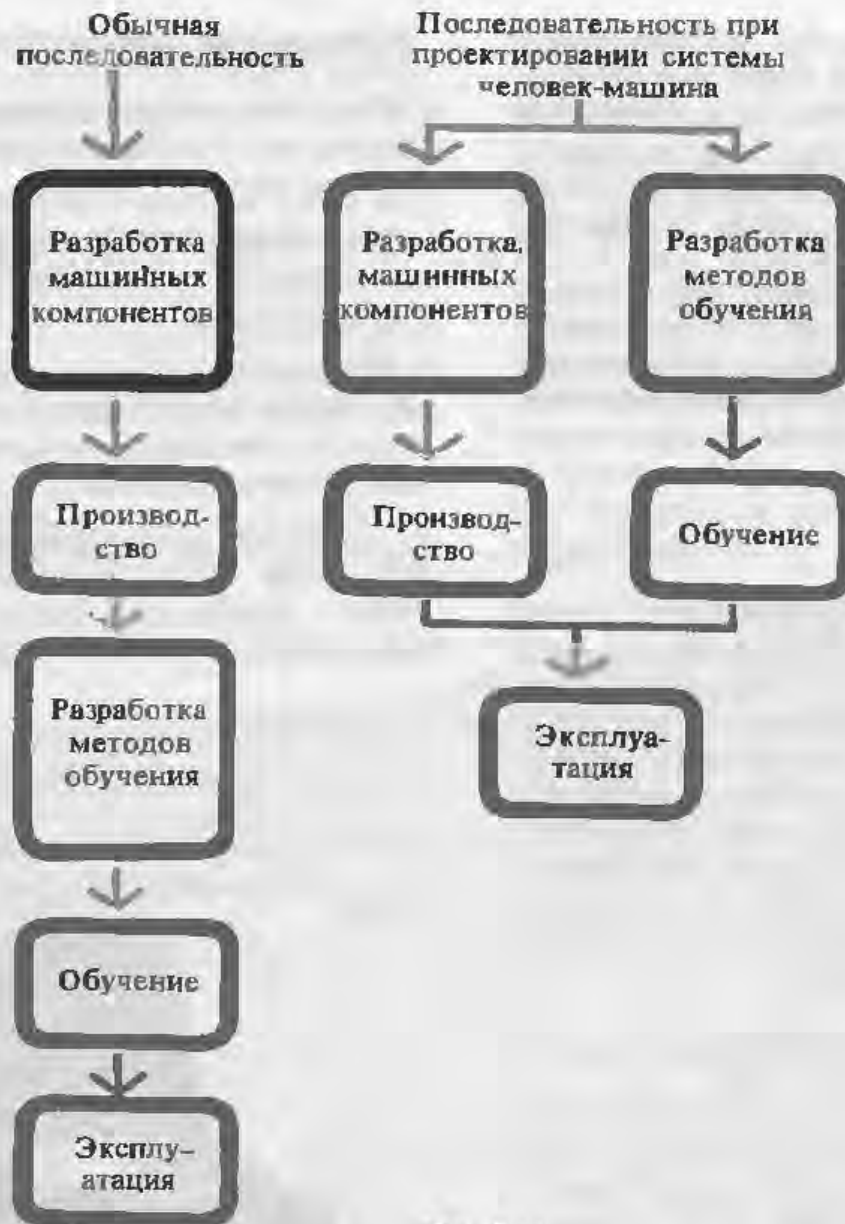 Обычная
последовательность
Разработка
машинных
компонентов
Производ-
ство
Разработка
методов
обучения
Обучение
Эксплу-
атация
Последовательность при
проектировании системы
человек-машина
Разработка,
машинных
компонентов
Производ-
ство
Разработка
методов
обучения
Обучение
Эксплуа-
тация